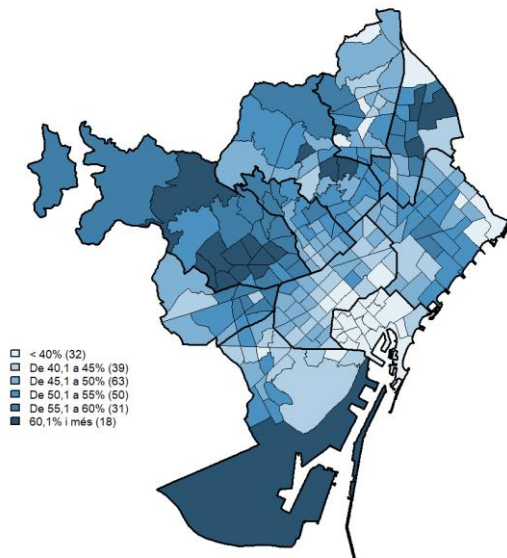 < 40% (32)
De 40,1 a 45% (39)
De 45,1 a 50% (63)
De 50,1 a 55% (50)
De 55,1 a 60% (31)
60,1% i més (18)